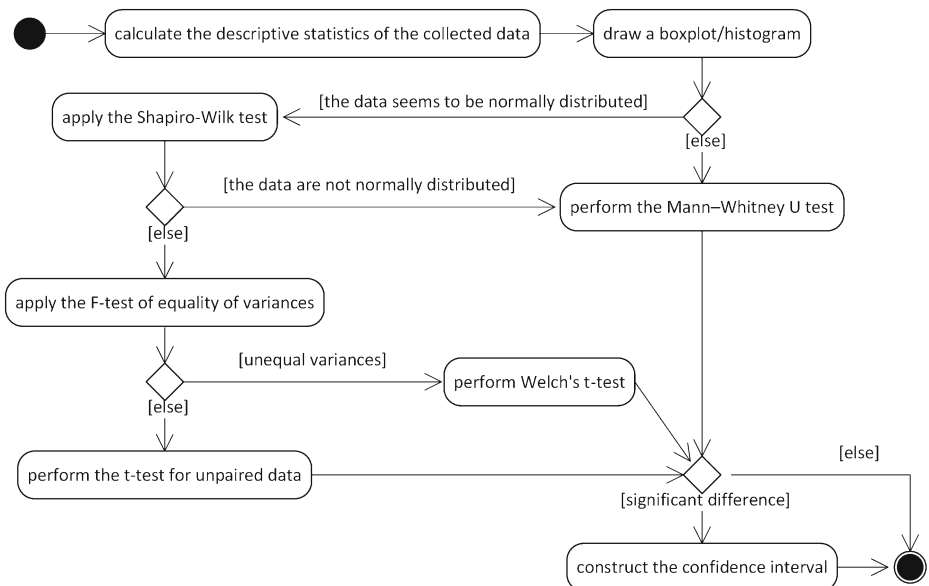 calculate the descriptive statistics of the collected data
draw a boxplot/histogram
[the data seems to be normally distributed]
apply the Shapiro-Wilk test
[else]
[the data are not normally distributed]
perform the Mann–Whitney U test
[else]
apply the F-test of equality of variances
[unequal variances]
perform Welch's t-test
[else]
perform the t-test for unpaired data
[else]
[significant difference]
construct the confidence interval